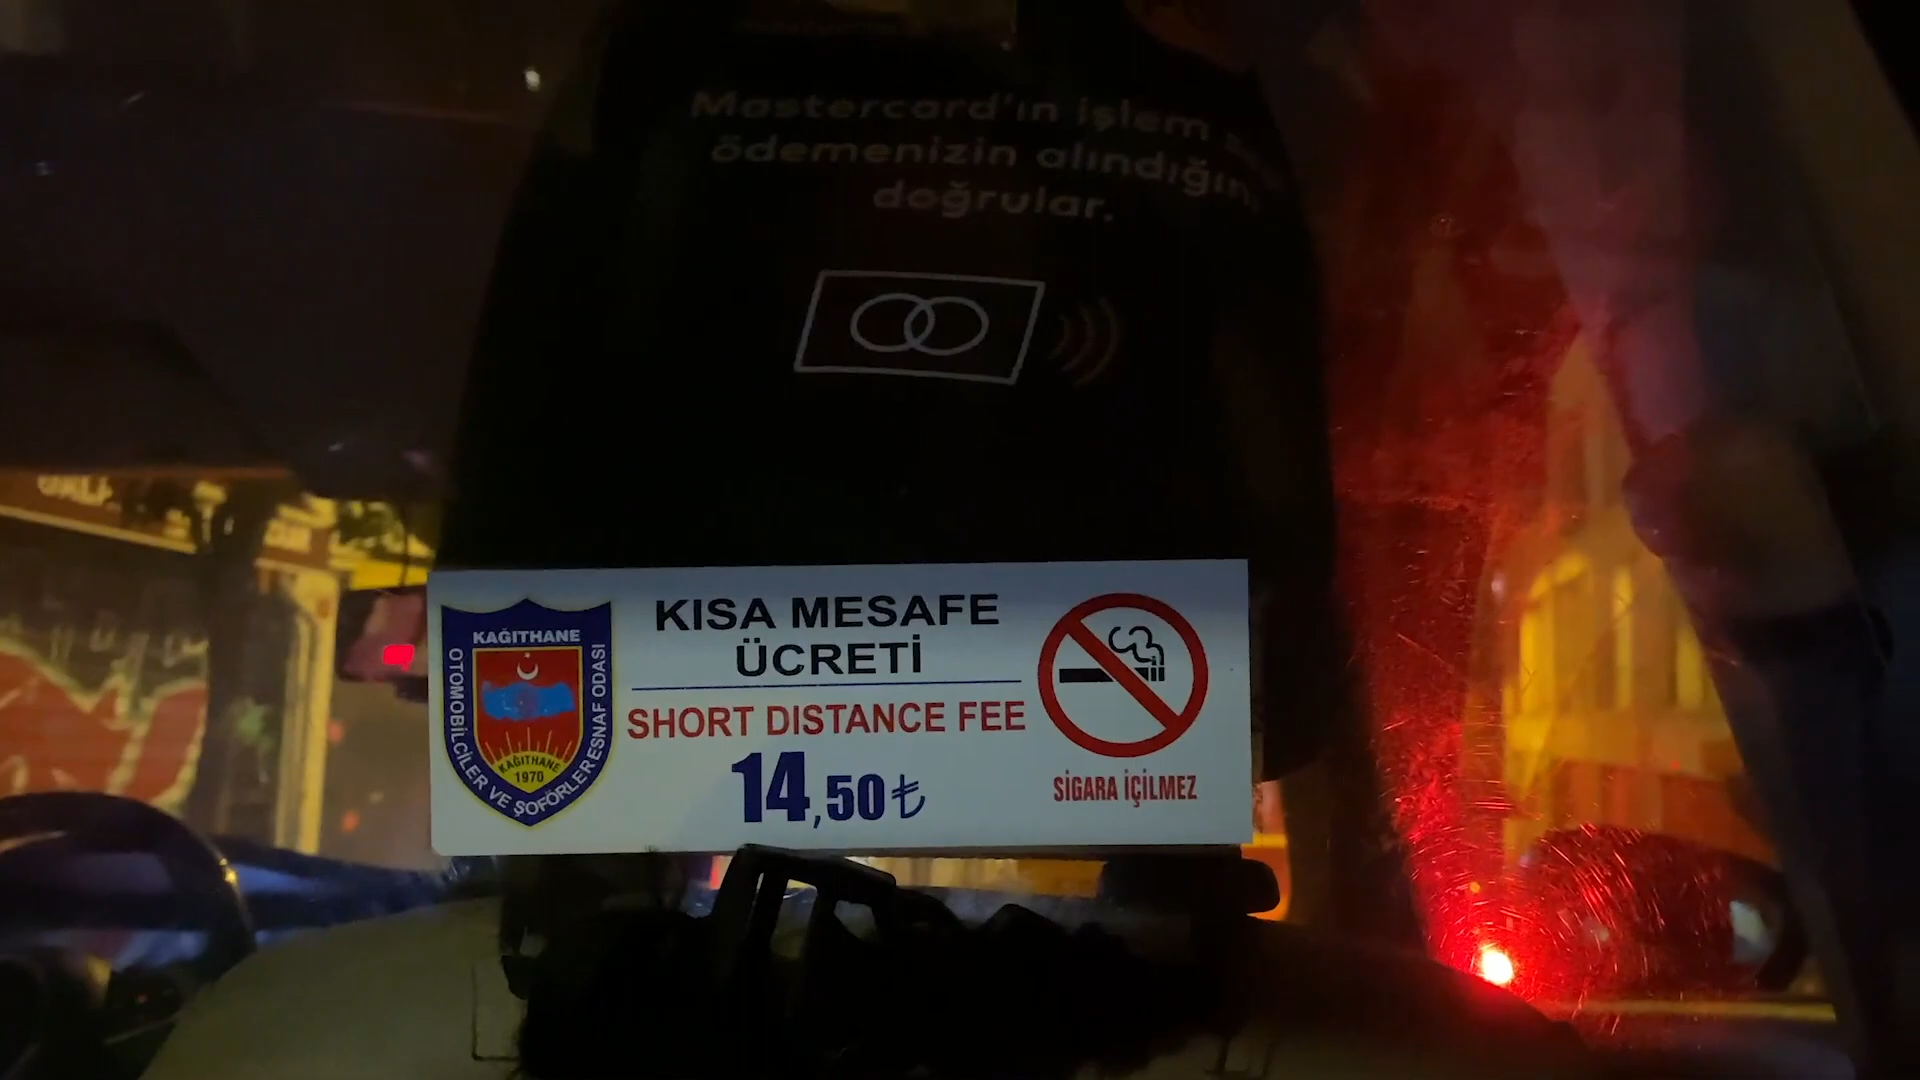 Mastercard'ın işlem
ödemenizin alındığını
doğrular.
KAĞITHANE
OTOMOBİLCİLER VE ŞOFÖRLER ESNAF ODASI
KAĞITHANE
1970
KISA MESAFE
ÜCRETİ
SHORT DISTANCE FEE
14,50₺
SİGARA İÇİLMEZ